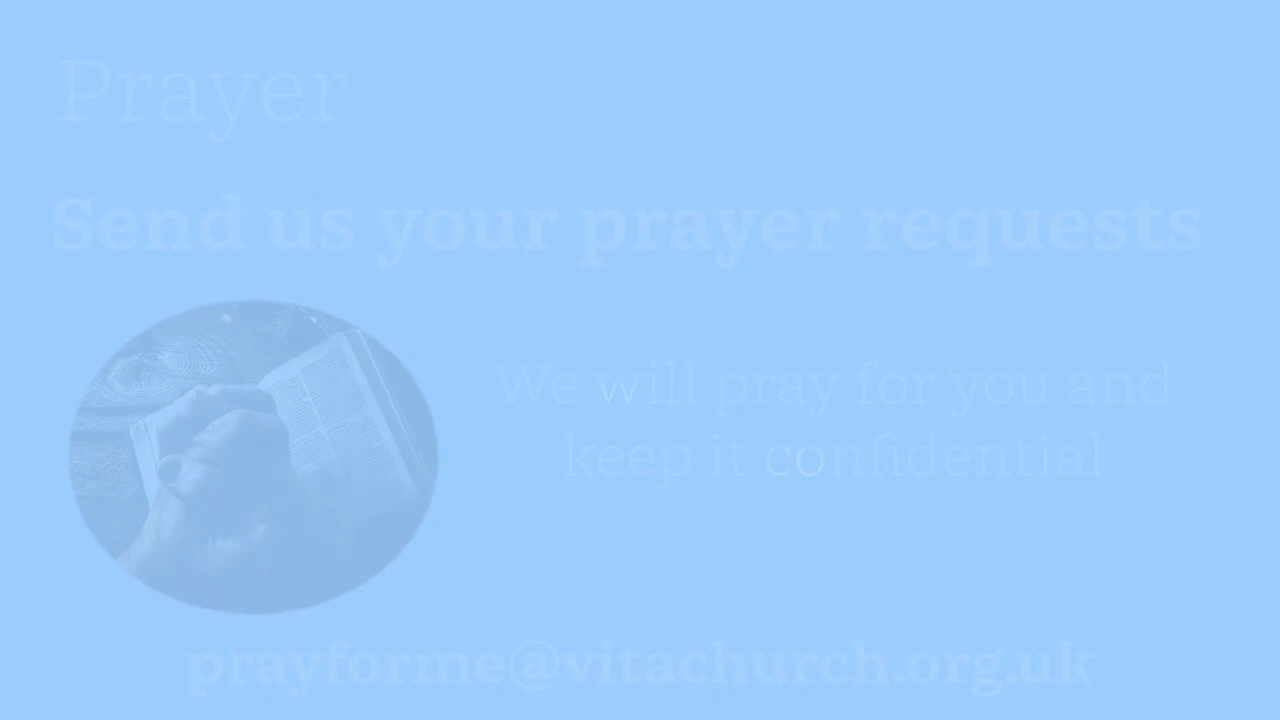 Prayer
Send us your prayer requests
We will pray for you and
keep it confidential
prayforme@vitachurch.org.uk